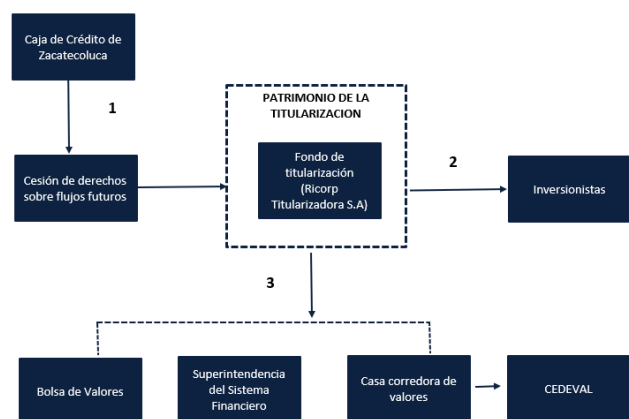 Caja de Crédito de
Zacatecoluca
1
PATRIMONIO DE LA
TITULARIZACION
Fondo de
titularización
(Ricorp
Titularizadora S.A)
2
Cesión de derechos
sobre flujos futuros
Inversionistas
3
Bolsa de Valores
Superintendencia
del Sistema
Financiero
Casa corredora de
valores
CEDEVAL